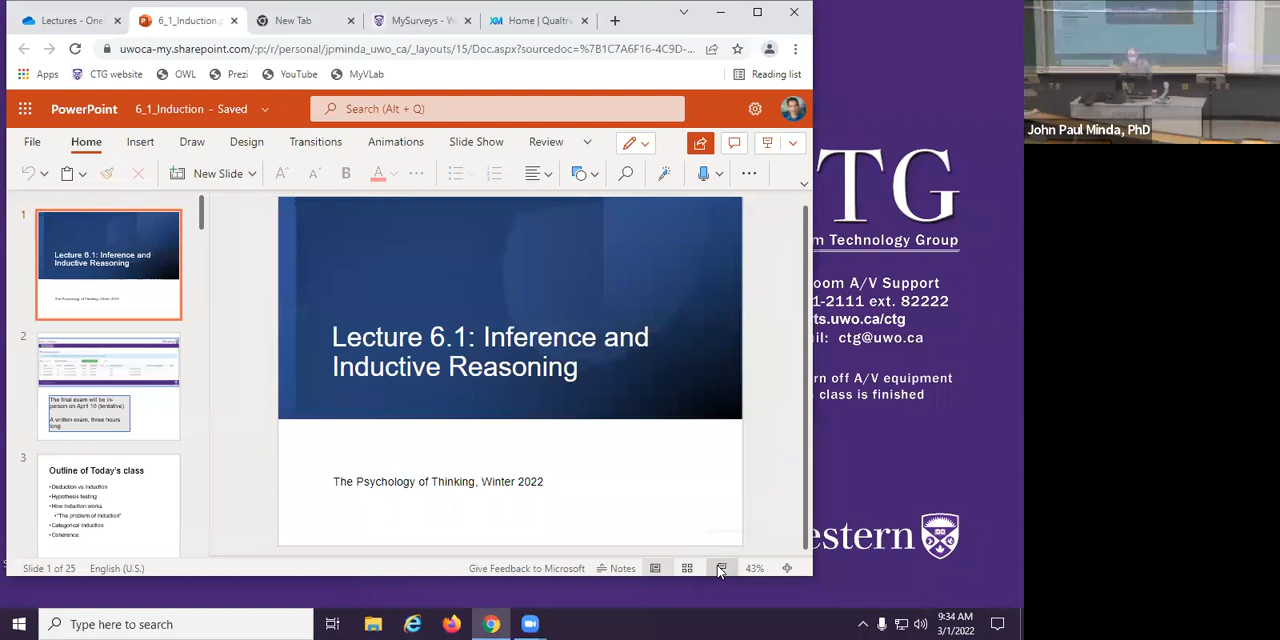 Lectures - One
6_1_Induction.p
New Tab
MySurveys - W
Home | Qualtri
uwoca-my.sharepoint.com/:p:/r/personal/jpminda_uwo_ca/_layouts/15/Doc.aspx?sourcedoc=%7B1C7A6F16-4C9D-...
Apps
CTG website
OWL
Prezi
YouTube
MyVLab
Reading list
PowerPoint
6_1_Induction - Saved
Search (Alt + Q)
File
Home
Insert
Draw
Design
Transitions
Animations
Slide Show
Review
New Slide
1
Lecture 6.1: Inference and
Inductive Reasoning
The Psychology of Thinking, Winter 2022
2
The final exam will be in-
person on April 16 (tentative)
A written exam, three hours
long
3
Outline of Today's class
•Deduction vs Induction
•Hypothesis testing
•How Induction works
•"The problem of induction"
•Categorical Induction
•Coherence
Lecture 6.1: Inference and
Inductive Reasoning
The Psychology of Thinking, Winter 2022
Slide 1 of 25
English (U.S.)
Give Feedback to Microsoft
Notes
43%
John Paul Minda, PhD
TG
m Technology Group
oom A/V Support
1-2111 ext. 82222
ts.uwo.ca/ctg
il: ctg@uwo.ca
rn off A/V equipment
class is finished
estern
Type here to search
9:34 AM
3/1/2022